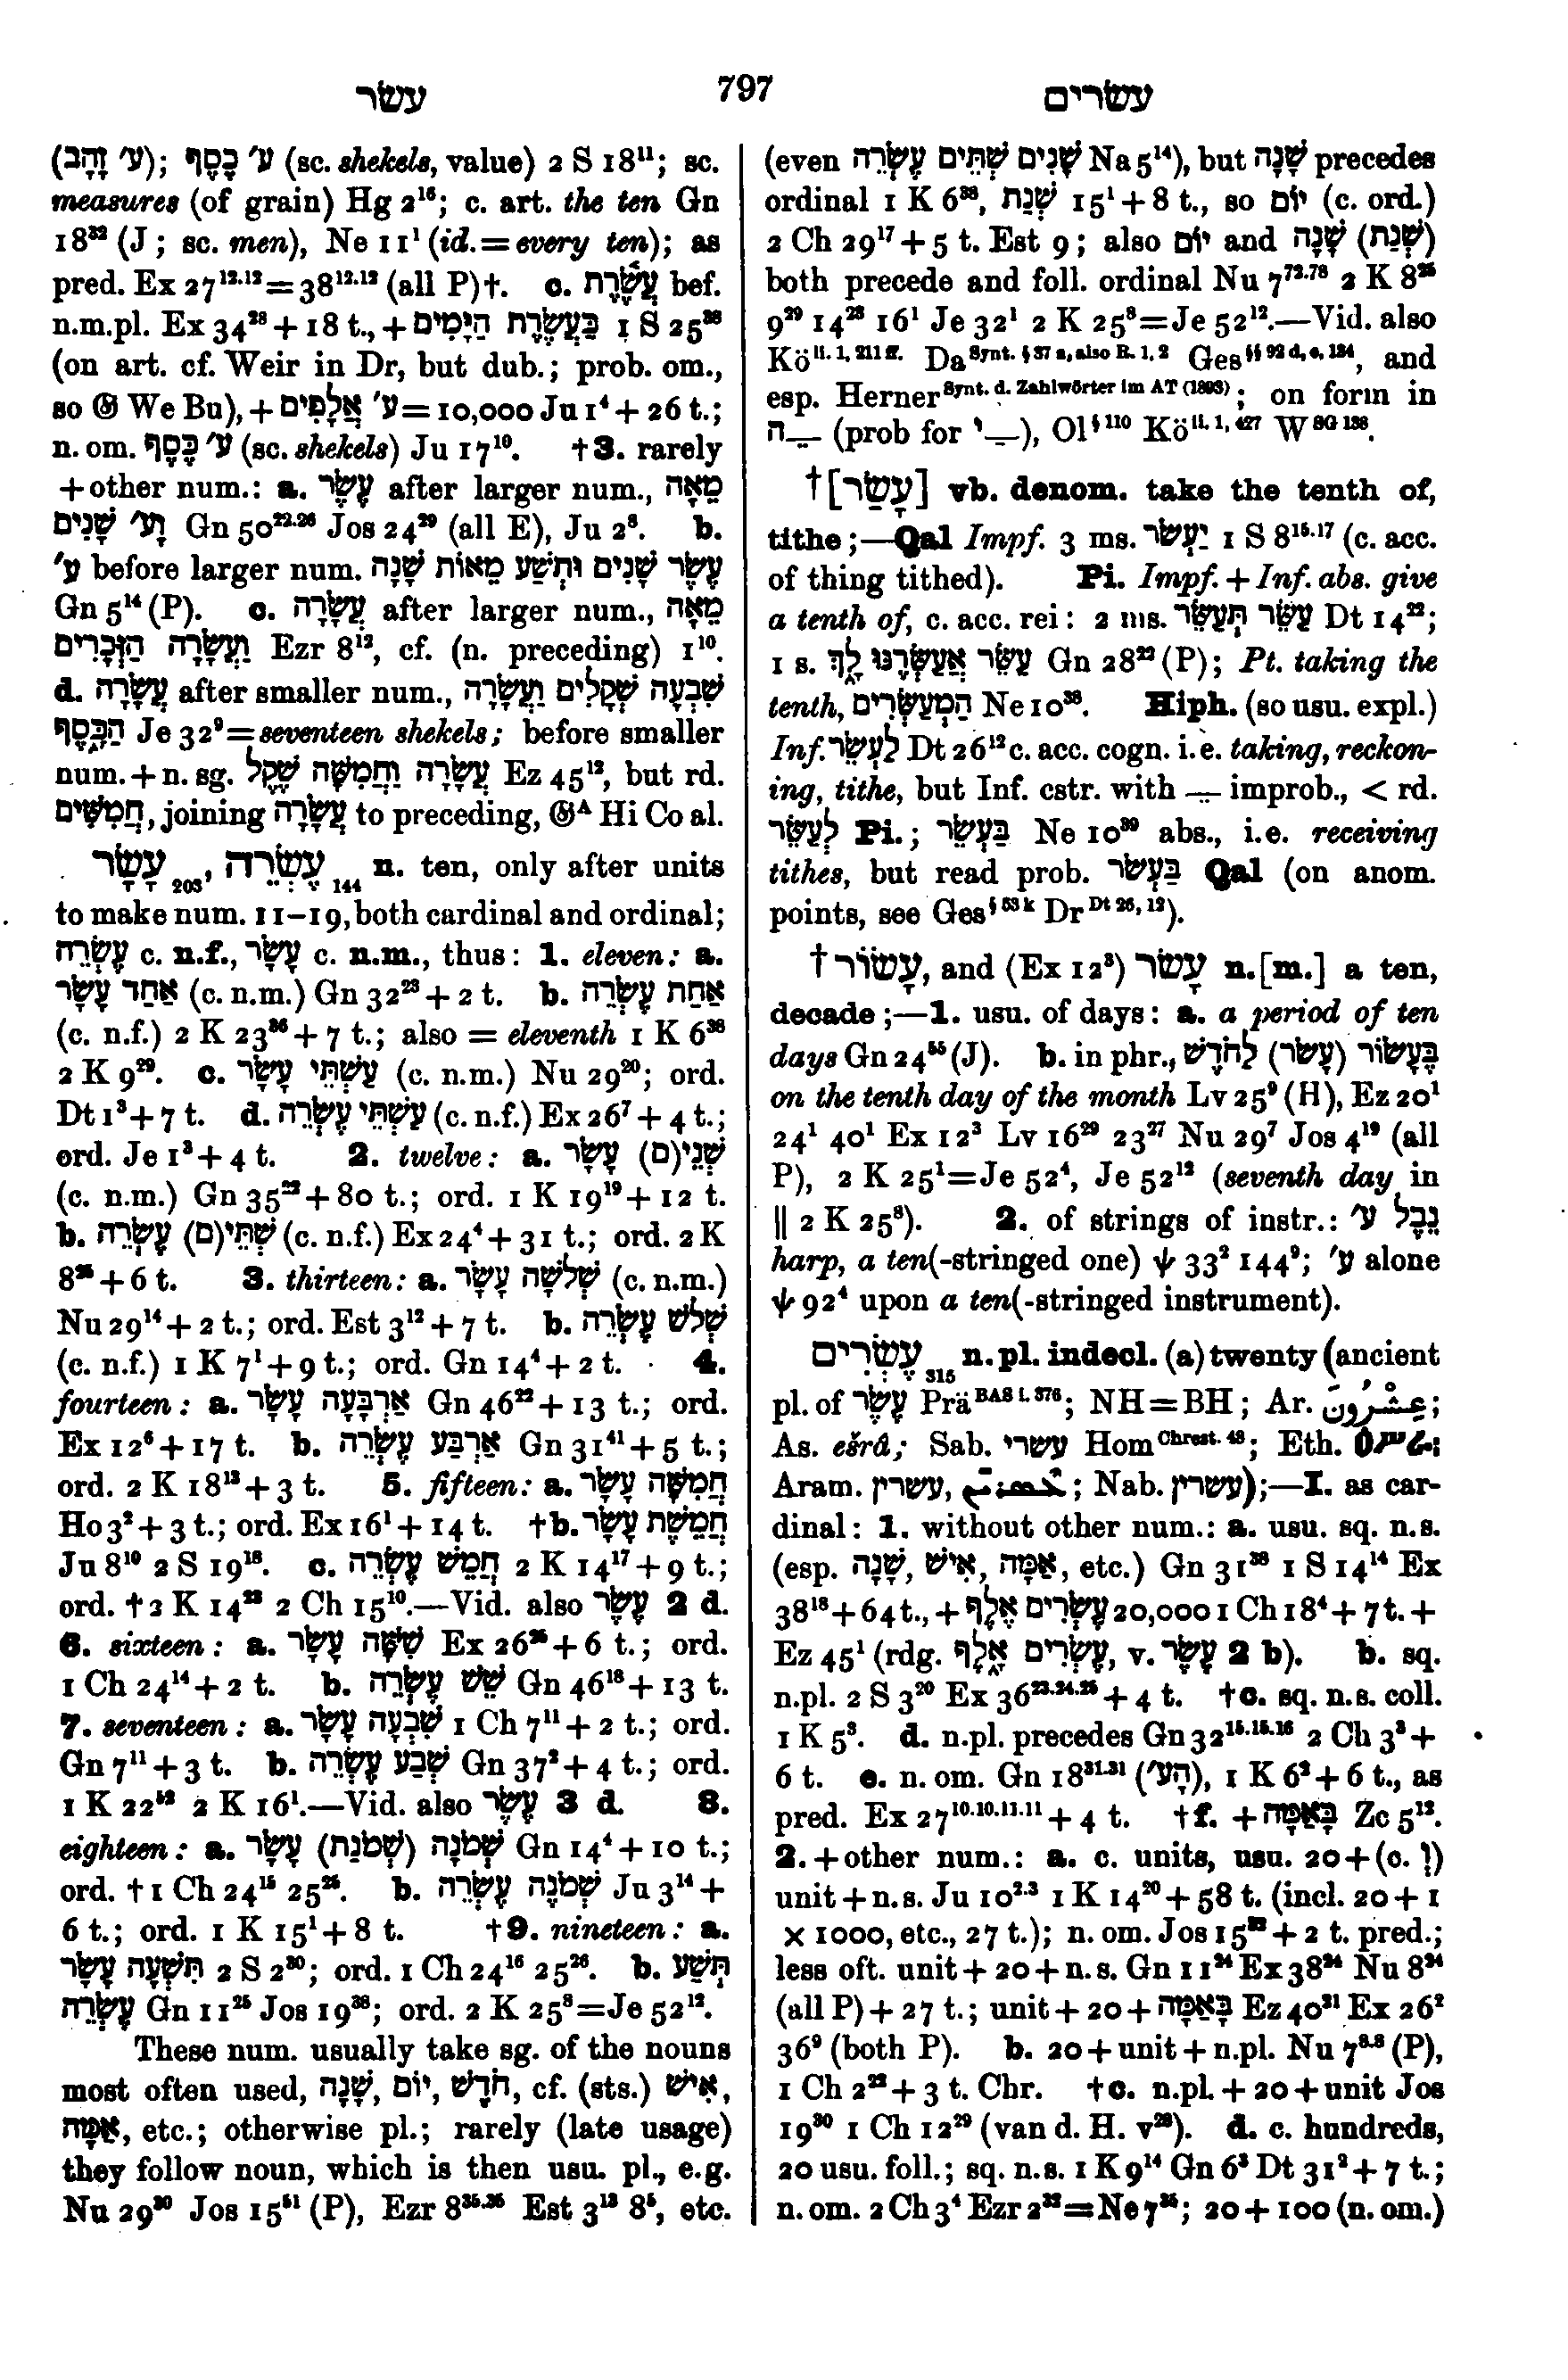 עשׂר 797 עשׂרים
(ע׳ זָהָב); ע׳ כֶּסֶף (sc. shekels, value) 2 S 18¹¹; sc.
measures (of grain) Hg 2¹⁶; c. art. the ten Gn
18³² (J; sc. men), Ne 11¹ (id. = every ten); as
pred. Ex 27¹²·¹² = 38¹²·¹² (all P)†. c. עֲשֶׂ֫רֶת bef.
n.m.pl. Ex 34²⁸ + 18 t., + בַּעֲשֶׂרֶת הַיָּמִים 1 S 25³⁸
(on art. cf. Weir in Dr, but dub.; prob. om.,
so 𝔊 We Bu), + ע׳ אֲלָפִים = 10,000 Ju 1⁴ + 26 t.;
n. om. ע׳ כֶּסֶף (sc. shekels) Ju 17¹⁰. †3. rarely
+ other num.: a. עֶשֶׂר after larger num., מֵאָה
וָע׳ שָׁנִים Gn 50²²·²⁶ Jos 24²⁹ (all E), Ju 2⁸. b.
ע׳ before larger num. עֶשֶׂר שָׁנִים וּתְשַׁע מֵאוֹת שָׁנָה
Gn 5¹⁴ (P). c. עֲשָׂרָה after larger num., מֵאָה
וַעֲשָׂרָה הַזְּכָרִים Ezr 8¹², cf. (n. preceding) 1¹⁰.
d. עֲשָׂרָה after smaller num., שִׁבְעָה שְׁקָלִים וַעֲשָׂרָה
הַכָּסֶף Je 32⁹ = seventeen shekels; before smaller
num. + n. sg. עֲשָׂרָה וַחֲמִשָּׁה שֶׁקֶל Ez 45¹², but rd.
חֲמִשִּׁים, joining עֲשָׂרָה to preceding, 𝔊ᴬ Hi Co al.
עָשָׂר ₂₀₃, עֶשְׂרֵה ₁₄₄ n. ten, only after units
to make num. 11–19, both cardinal and ordinal;
עֶשְׂרֵה c. n.f., עָשָׂר c. n.m., thus: 1. eleven: a.
אַחַד עָשָׂר (c. n.m.) Gn 32²³ + 2 t. b. אַחַת עֶשְׂרֵה
(c. n.f.) 2 K 23³⁶ + 7 t.; also = eleventh 1 K 6³⁸
2 K 9²⁹. c. עַשְׁתֵּי עָשָׂר (c. n.m.) Nu 29²⁰; ord.
Dt 1³ + 7 t. d. עַשְׁתֵּי עֶשְׂרֵה (c. n.f.) Ex 26⁷ + 4 t.;
ord. Je 1³ + 4 t. 2. twelve: a. שְׁנֵי(ם) עָשָׂר
(c. n.m.) Gn 35²² + 80 t.; ord. 1 K 19¹⁹ + 12 t.
b. שְׁתֵּי(ם) עֶשְׂרֵה (c. n.f.) Ex 24⁴ + 31 t.; ord. 2 K
8²⁵ + 6 t. 3. thirteen: a. שְׁלֹשָׁה עָשָׂר (c. n.m.)
Nu 29¹⁴ + 2 t.; ord. Est 3¹² + 7 t. b. שְׁלֹשׁ עֶשְׂרֵה
(c. n.f.) 1 K 7¹ + 9 t.; ord. Gn 14⁴ + 2 t. 4.
fourteen: a. אַרְבָּעָה עָשָׂר Gn 46²² + 13 t.; ord.
Ex 12⁶ + 17 t. b. אַרְבַּע עֶשְׂרֵה Gn 31⁴¹ + 5 t.;
ord. 2 K 18¹³ + 3 t. 5. fifteen: a. חֲמִשָּׁה עָשָׂר
Ho 3² + 3 t.; ord. Ex 16¹ + 14 t. †b. חֲמֵשֶׁת עָשָׂר
Ju 8¹⁰ 2 S 19¹⁸. c. חֲמֵשׁ עֶשְׂרֵה 2 K 14¹⁷ + 9 t.;
ord. †2 K 14²³ 2 Ch 15¹⁰.—Vid. also עֶשֶׂר 2 d.
6. sixteen: a. שִׁשָּׁה עָשָׂר Ex 26²⁵ + 6 t.; ord.
1 Ch 24¹⁴ + 2 t. b. שֵׁשׁ עֶשְׂרֵה Gn 46¹⁸ + 13 t.
7. seventeen: a. שִׁבְעָה עָשָׂר 1 Ch 7¹¹ + 2 t.; ord.
Gn 7¹¹ + 3 t. b. שְׁבַע עֶשְׂרֵה Gn 37² + 4 t.; ord.
1 K 22⁵² 2 K 16¹.—Vid. also עֶשֶׂר 3 d. 8.
eighteen: a. שְׁמֹנָה (שְׁמֹנַת) עָשָׂר Gn 14⁴ + 10 t.;
ord. †1 Ch 24¹⁵ 25²⁵. b. שְׁמֹנֶה עֶשְׂרֵה Ju 3¹⁴ +
6 t.; ord. 1 K 15¹ + 8 t. †9. nineteen: a.
תִּשְׁעָה עָשָׂר 2 S 2³⁰; ord. 1 Ch 24¹⁶ 25²⁶. b. תְּשַׁע
עֶשְׂרֵה Gn 11²⁵ Jos 19³⁸; ord. 2 K 25⁸ = Je 52¹².
These num. usually take sg. of the nouns
most often used, חֹדֶשׁ, יוֹם, שָׁנָה, cf. (sts.) אִישׁ,
אַמָּה, etc.; otherwise pl.; rarely (late usage)
they follow noun, which is then usu. pl., e.g.
Nu 29³⁰ Jos 15⁵¹ (P), Ezr 8³⁵·³⁵ Est 3¹³ 8⁵, etc.
(even שָׁנִים שְׁתֵּים עֶשְׂרֵה Na 5¹⁴), but שָׁנָה precedes
ordinal 1 K 6³⁸, שְׁנַת 15¹ + 8 t., so יוֹם (c. ord.)
2 Ch 29¹⁷ + 5 t. Est 9; also יוֹם and שָׁנָה (שְׁנַת)
both precede and foll. ordinal Nu 7⁷²·⁷⁸ 2 K 8²⁵
9²⁹ 14²³ 16¹ Je 32¹ 2 K 25⁸ = Je 52¹².—Vid. also
Kö ii. 1, 211 ff. Da Synt. § 37 a, also R. 1, 2 Ges §§ 92 d, e, 134, and
esp. Herner Synt. d. Zahlwörter im AT (1893); on form in
־ֵה (prob for ־ַי), Ol § 110 Kö ii. 1, 427 W SG 138.
†[עָשַׂר] vb. denom. take the tenth of,
tithe;—Qal Impf. 3 ms. יַעְשֹׂר 1 S 8¹⁵·¹⁷ (c. acc.
of thing tithed). Pi. Impf. + Inf. abs. give
a tenth of, c. acc. rei: 2 ms. עַשֵּׂר תְּעַשֵּׂר Dt 14²²;
1 s. עַשֵּׂר אֲעַשְּׂרֶנּוּ לָךְ Gn 28²² (P); Pt. taking the
tenth, הַמְעַשְּׂרִים Ne 10³⁸. Hiph. (so usu. expl.)
Inf. לַעְשֵׂר Dt 26¹² c. acc. cogn. i.e. taking, reckon-
ing, tithe, but Inf. cstr. with ־ֵ improb., < rd.
לְעַשֵּׂר Pi.; בַּעְשֵׂר Ne 10³⁹ abs., i.e. receiving
tithes, but read prob. בַּעְשֹׂר Qal (on anom.
points, see Ges § 53 k Dr Dt 26, 12).
†עָשׂוֹר, and (Ex 12³) עָשֹׂר n.[m.] a ten,
decade;—1. usu. of days: a. a period of ten
days Gn 24⁵⁵ (J). b. in phr., בֶּעָשׂוֹר (עָשֹׂר) לַחֹדֶשׁ
on the tenth day of the month Lv 25⁹ (H), Ez 20¹
24¹ 40¹ Ex 12³ Lv 16²⁹ 23²⁷ Nu 29⁷ Jos 4¹⁹ (all
P), 2 K 25¹ = Je 52⁴, Je 52¹² (seventh day in
‖ 2 K 25⁸). 2. of strings of instr.: נֵבֶל ע׳
harp, a ten(-stringed one) ψ 33² 144⁹; ע׳ alone
ψ 92⁴ upon a ten(-stringed instrument).
עֶשְׂרִים ₃₁₅ n.pl. indecl. (a) twenty (ancient
pl. of עֶשֶׂר Prä BAS i. 376; NH = BH; Ar. عِشْرُونَ;
As. ešrâ; Sab. עשרי Hom Chrest. 48; Eth. ዕሥራ፡
Aram. עשרין, ܥܣܪܝܢ; Nab. עשרין);—I. as car-
dinal: 1. without other num.: a. usu. sq. n.s.
(esp. אַמָּה, אִישׁ, שָׁנָה, etc.) Gn 31³⁸ 1 S 14¹⁴ Ex
38¹⁸ + 64 t., + עֶשְׂרִים אֶלֶף 20,000 1 Ch 18⁴ + 7 t. +
Ez 45¹ (rdg. עֶשְׂרִים אָלֶף, v. עֶשֶׂר 2 b). b. sq.
n.pl. 2 S 3²⁰ Ex 36²³·²⁴·²⁵ + 4 t. †c. sq. n.s. coll.
1 K 5³. d. n.pl. precedes Gn 32¹⁵·¹⁵·¹⁶ 2 Ch 3³ +
6 t. e. n. om. Gn 18³¹·³¹ (הָע׳), 1 K 6² + 6 t., as
pred. Ex 27¹⁰·¹⁰·¹¹·¹¹ + 4 t. †f. + בָּאַמָּה Zc 5¹².
2. + other num.: a. c. units, usu. 20 + (c. וְ)
unit + n.s. Ju 10²·³ 1 K 14²⁰ + 58 t. (incl. 20 + 1
× 1000, etc., 27 t.); n. om. Jos 15³² + 2 t. pred.;
less oft. unit + 20 + n.s. Gn 11²⁴ Ex 38²⁴ Nu 8²⁴
(all P) + 27 t.; unit + 20 + בָּאַמָּה Ez 40²¹ Ex 26²
36⁹ (both P). b. 20 + unit + n.pl. Nu 7⁸·⁸ (P),
1 Ch 2²² + 3 t. Chr. †c. n.pl. + 20 + unit Jos
19³⁰ 1 Ch 12²⁹ (van d. H. v²⁸). d. c. hundreds,
20 usu. foll.; sq. n.s. 1 K 9¹⁴ Gn 6³ Dt 31² + 7 t.;
n. om. 2 Ch 3⁴ Ezr 2³² = Ne 7³⁵; 20 + 100 (n. om.)